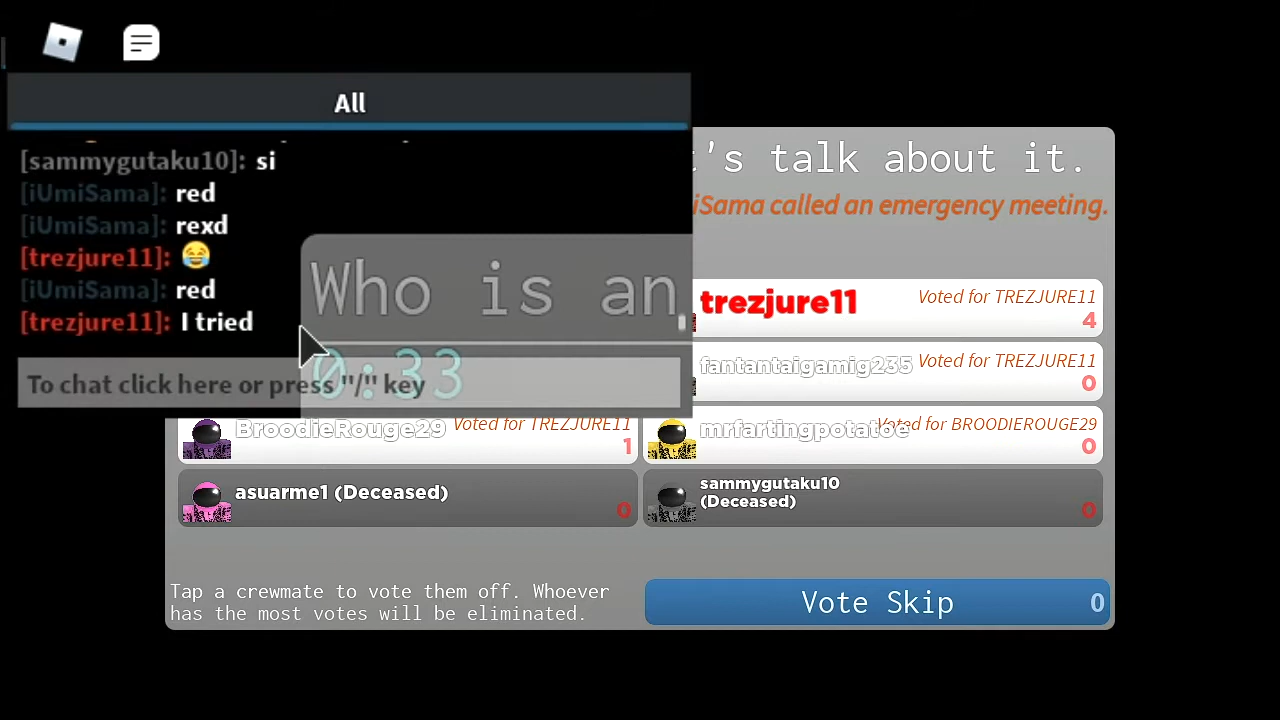 All
[sammygutaku10]: si
[iUmiSama]: red
[iUmiSama]: rexd
[trezjure11]: 😂
[iUmiSama]: red
[trezjure11]: I tried
To chat click here or press "/" key
't's talk about it.
iSama called an emergency meeting.
Who is an
0:33
trezjure11
Voted for TREZJURE11
4
fantantaigamig235
Voted for TREZJURE11
0
BroodieRouge29
Voted for TREZJURE11
1
mrfartingpotatoe
Voted for BROODIEROUGE29
0
asuarme1 (Deceased)
0
sammygutaku10
(Deceased)
0
Tap a crewmate to vote them off. Whoever
has the most votes will be eliminated.
Vote Skip
0